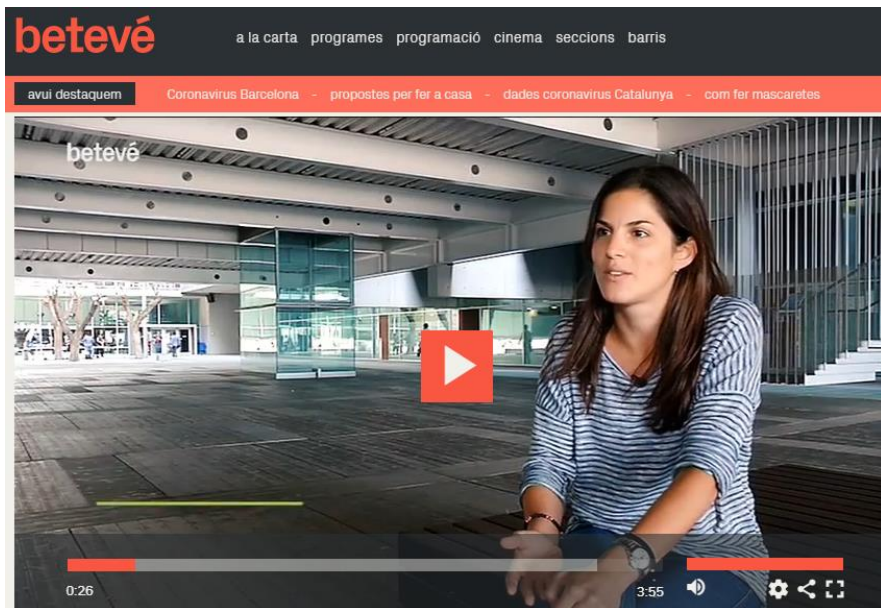 betevé
a la carta programes programació cinema seccions barris
avui destaquem Coronavirus Barcelona - propostes per fer a casa - dades coronavirus Catalunya - com fer mascaretes
betevé
0:26 3:55